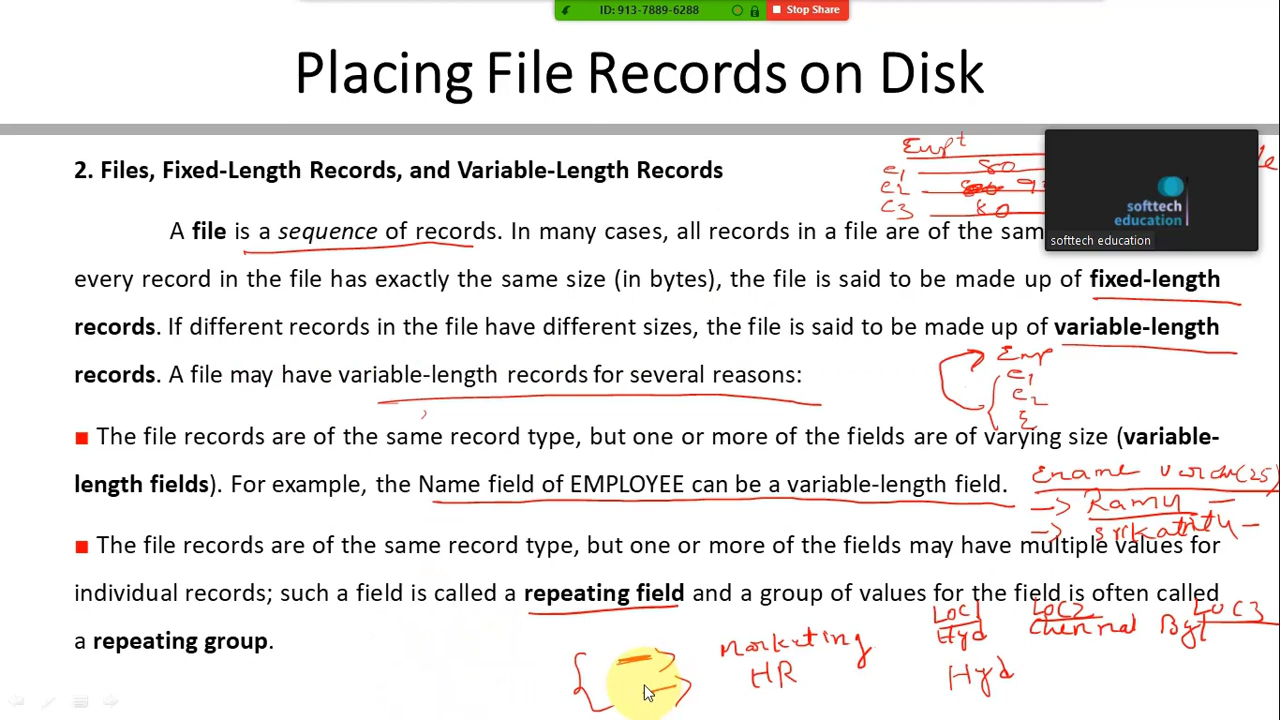 ID: 913-7889-6288
Stop Share
Placing File Records on Disk
2. Files, Fixed-Length Records, and Variable-Length Records
Empt
e1 80
e2
e3 80
softtech
education
softtech education
A file is a sequence of records. In many cases, all records in a file are of the sam
every record in the file has exactly the same size (in bytes), the file is said to be made up of fixed-length
records. If different records in the file have different sizes, the file is said to be made up of variable-length
records. A file may have variable-length records for several reasons:
Emp
e1
e2
■ The file records are of the same record type, but one or more of the fields are of varying size (variable-
length fields). For example, the Name field of EMPLOYEE can be a variable-length field.
Ename (25)
Ramu
■ The file records are of the same record type, but one or more of the fields may have multiple values for
individual records; such a field is called a repeating field and a group of values for the field is often called
a repeating group.
Loc1 Loc2 Loc3
Marketing Hyd Chennai
HR Hyd